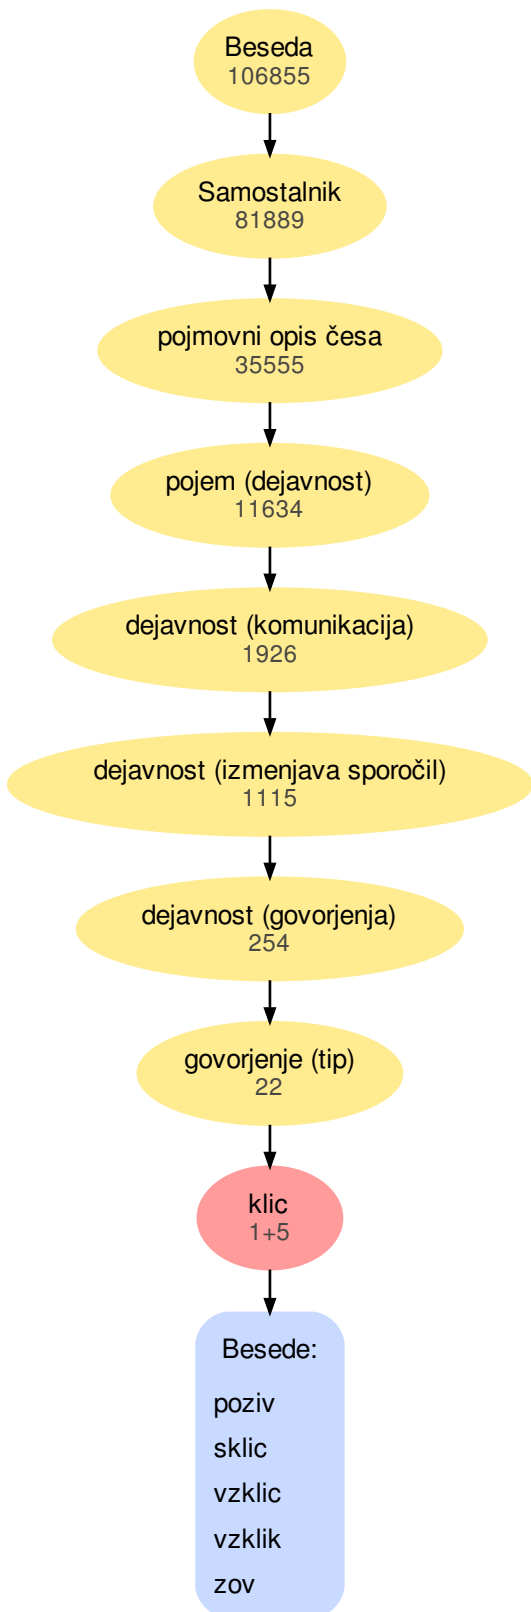 Beseda
106855
Samostalnik
81889
pojmovni opis česa
35555
pojem (dejavnost)
11634
dejavnost (komunikacija)
1926
dejavnost (izmenjava sporočil)
1115
dejavnost (govorjenja)
254
govorjenje (tip)
22
klic
1+5
Besede:
poziv
sklic
vzklic
vzklik
zov